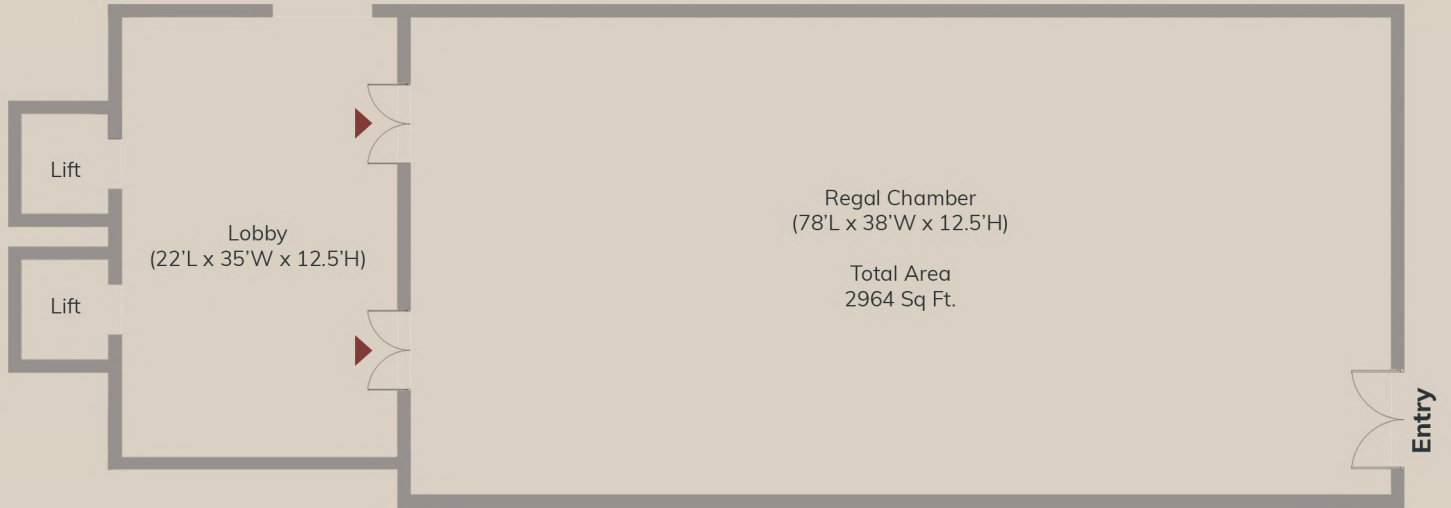 Lift
Lobby
(22’L x 35’W x 12.5’H)
Lift
Regal Chamber
(78’L x 38’W x 12.5’H)
Total Area
2964 Sq Ft.
Entry